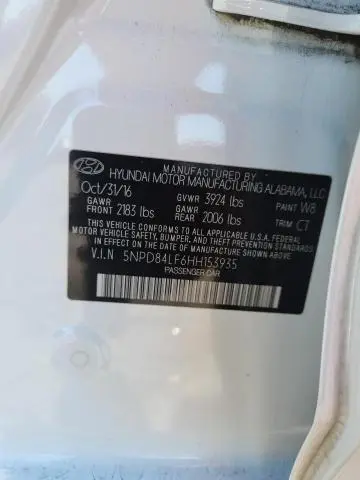 MANUFACTURED BY
HYUNDAI MOTOR MANUFACTURING ALABAMA, LLC
Oct/31/16 GVWR 3924 lbs PAINT W8
GAWR FRONT 2183 lbs GAWR REAR 2006 lbs TRIM CT
THIS VEHICLE CONFORMS TO ALL APPLICABLE U.S.A. FEDERAL
MOTOR VEHICLE SAFETY, BUMPER, AND THEFT PREVENTION STANDARDS
IN EFFECT ON THE DATE OF MANUFACTURE SHOWN ABOVE.
V.I.N 5NPD84LF6HH153935
PASSENGER CAR